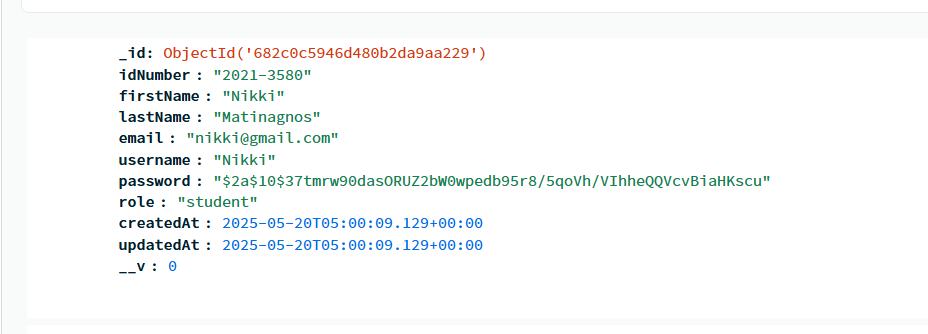 _id: ObjectId('682c0c5946d480b2da9aa229')
idNumber : "2021-3580"
firstName : "Nikki"
lastName : "Matinagnos"
email : "nikki@gmail.com"
username : "Nikki"
password : "$2a$10$37tmrw90dasORUZ2bW0wpedb95r8/5qoVh/VIhheQQVcvBiaHKscu"
role : "student"
createdAt : 2025-05-20T05:00:09.129+00:00
updatedAt : 2025-05-20T05:00:09.129+00:00
__v : 0